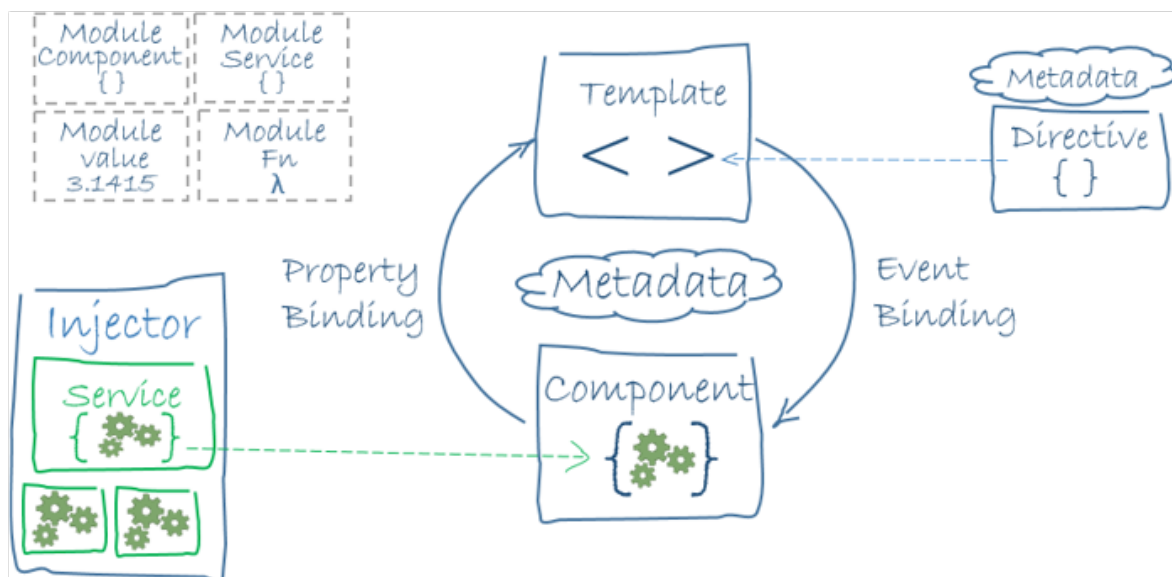 Module
Component
{ }
Module
Service
{ }
Module
value
3.1415
Module
Fn
λ
Template
< >
Metadata
Directive
{ }
Property
Binding
Metadata
Event
Binding
Injector
Service
{ }
Component
{ }